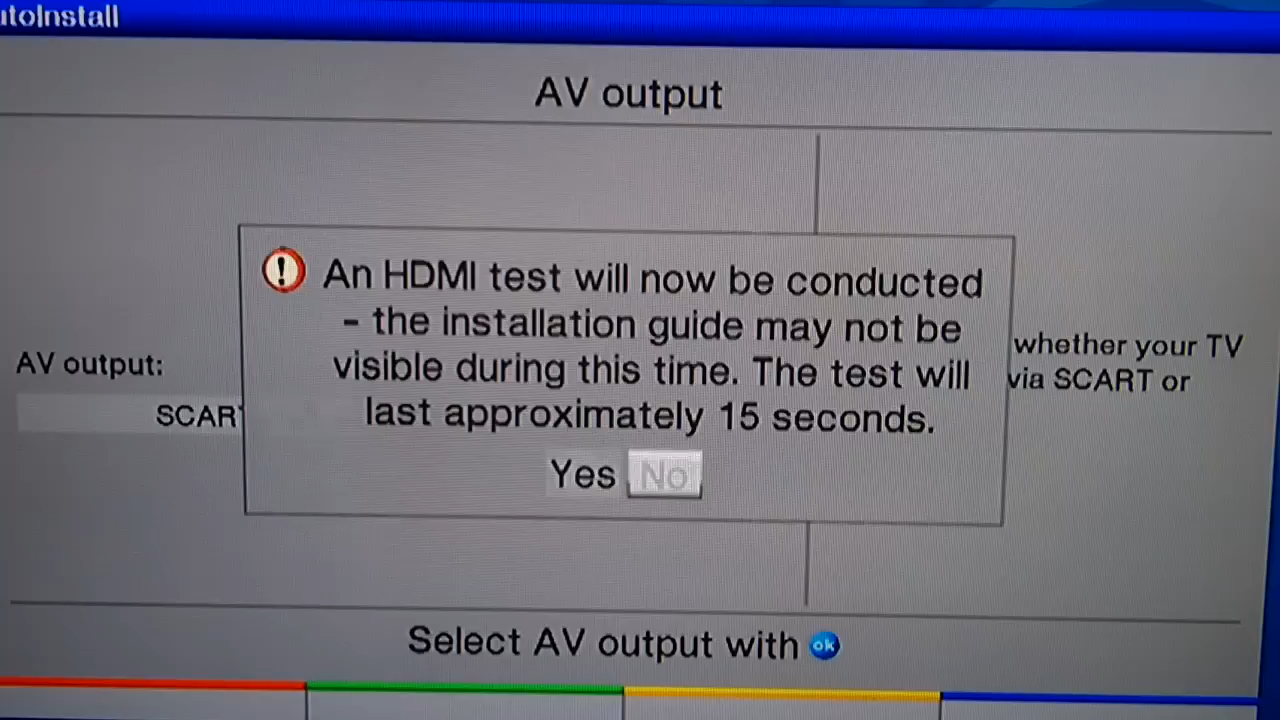 utoInstall
AV output
An HDMI test will now be conducted
- the installation guide may not be
visible during this time. The test will
last approximately 15 seconds.
Yes No
AV output:
SCART
whether your TV
via SCART or
Select AV output with ok